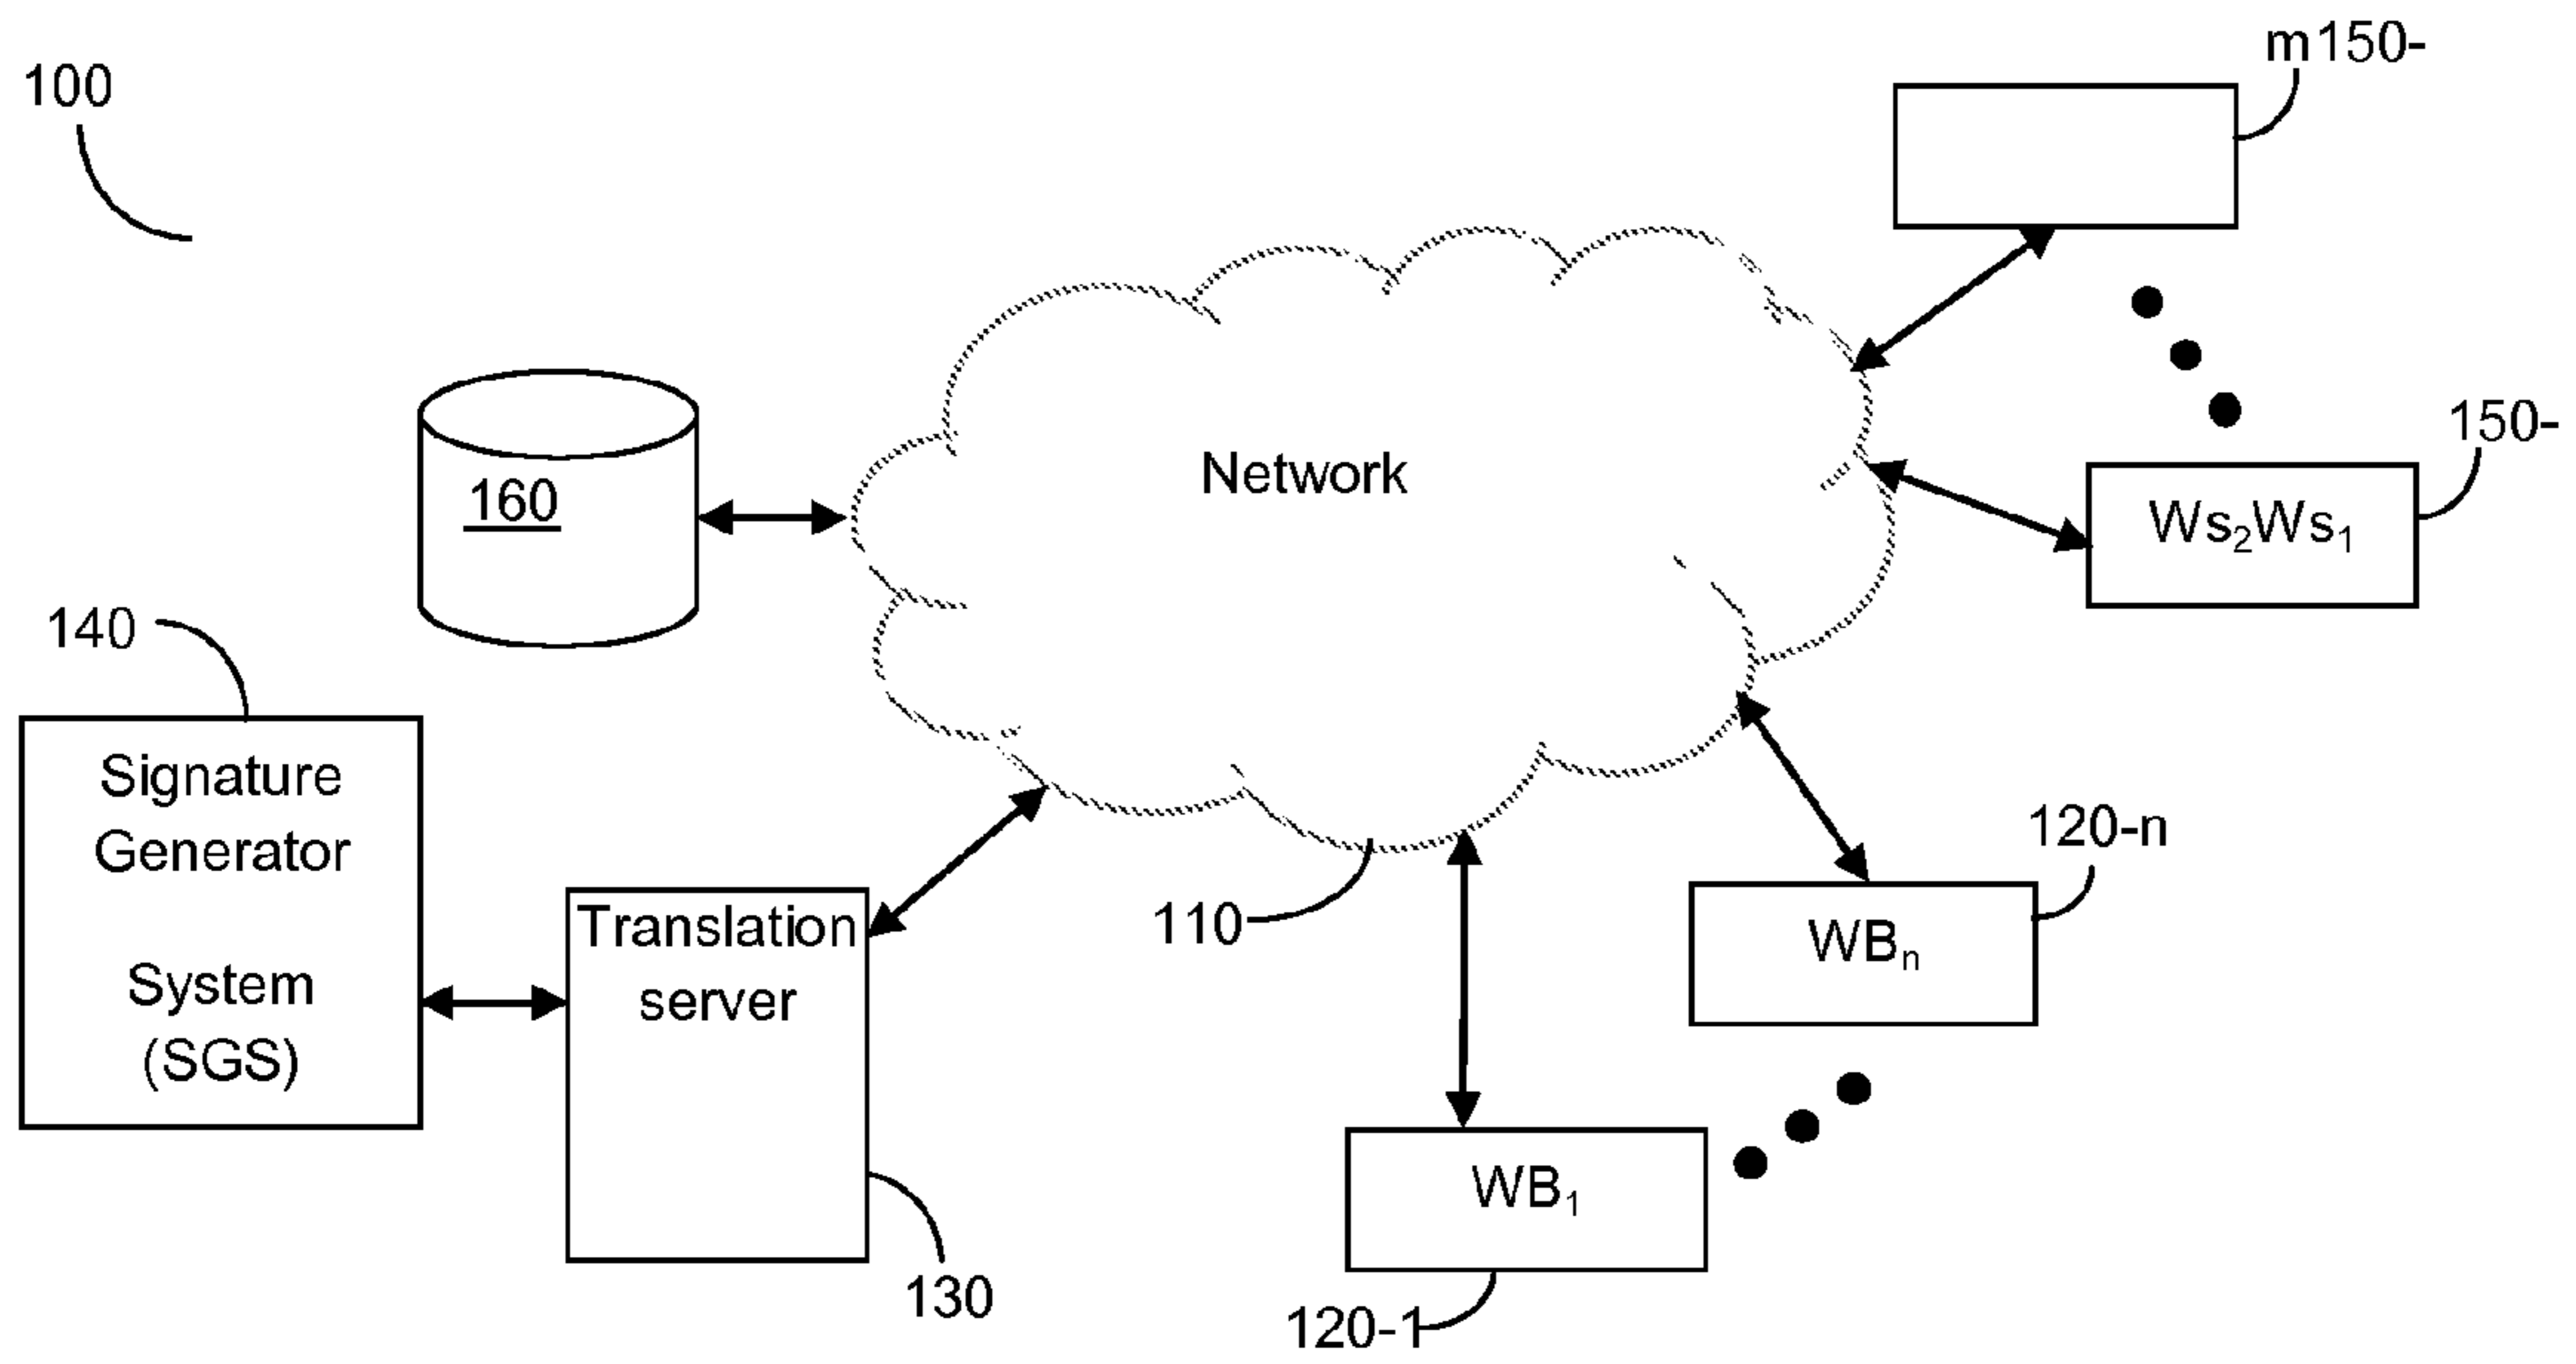 m150-
100
150-
Network
160
Ws₂Ws₁
140
Signature
Generator
System
(SGS)
Translation
server
120-n
110
WBₙ
WB₁
130
120-1